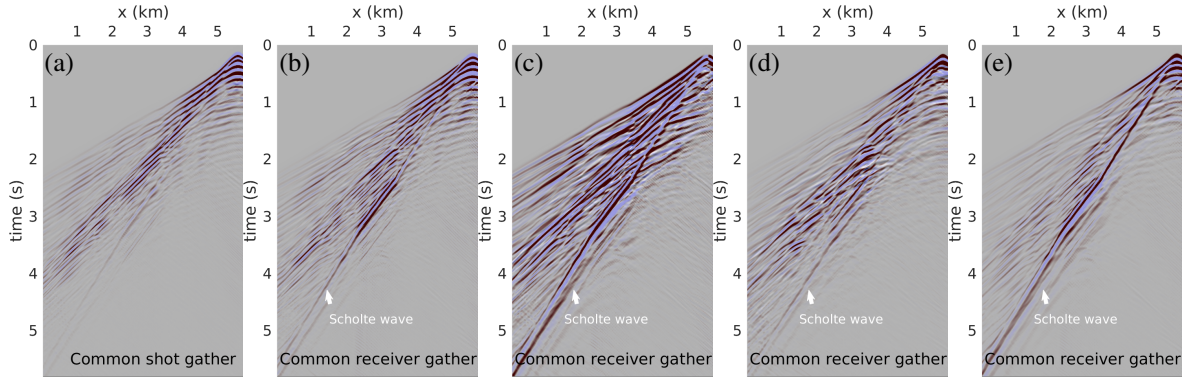 x (km) x (km) x (km) x (km) x (km)
1 2 3 4 5 1 2 3 4 5 1 2 3 4 5 1 2 3 4 5 1 2 3 4 5
0 0 0 0 0
(a) (b) (c) (d) (e)
1 1 1 1 1
2 2 2 2 2
time (s) time (s) time (s) time (s) time (s)
3 3 3 3 3
4 4 4 4 4
Scholte wave Scholte wave Scholte wave Scholte wave
5 5 5 5 5
Common shot gather Common receiver gather Common receiver gather Common receiver gather Common receiver gather